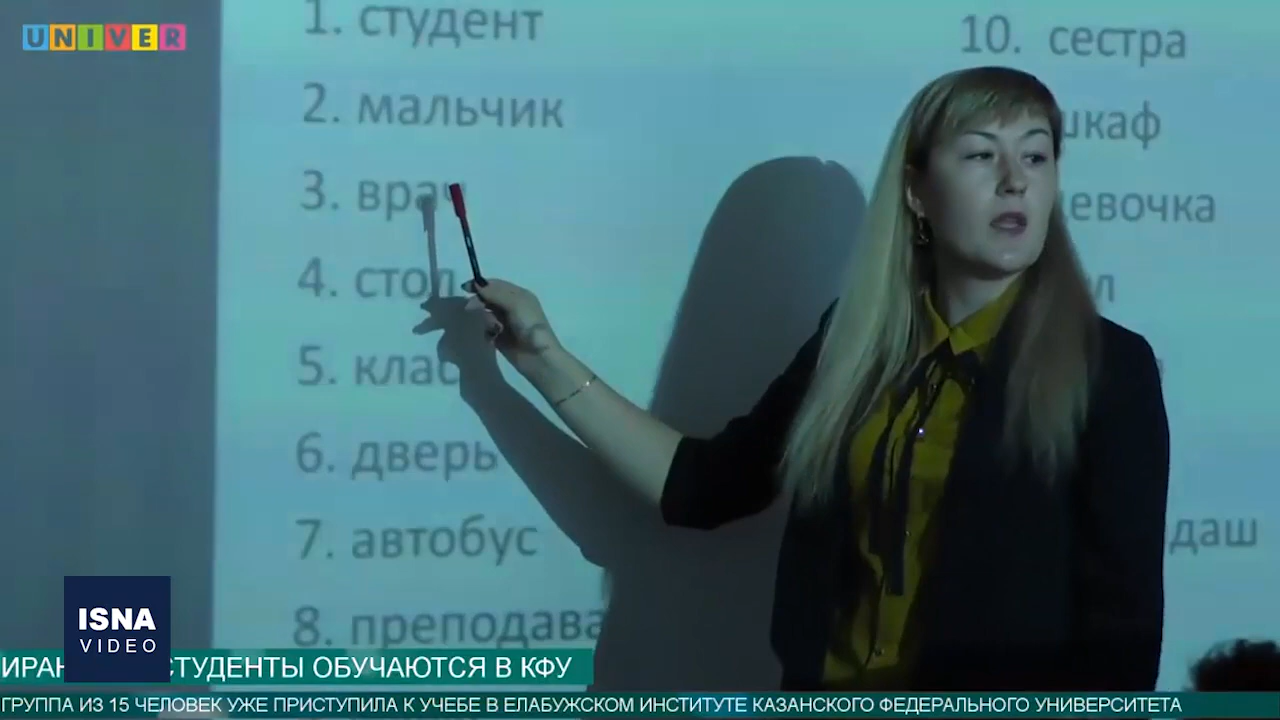 UNIVER
1. студент
2. мальчик
3. врач
4. стол
5. клас
6. дверь
7. автобус
8. преподава
10. сестра
шкаф
девочка
даш
ISNA
VIDEO
ИРАН СТУДЕНТЫ ОБУЧАЮТСЯ В КФУ
ГРУППА ИЗ 15 ЧЕЛОВЕК УЖЕ ПРИСТУПИЛА К УЧЕБЕ В ЕЛАБУЖСКОМ ИНСТИТУТЕ КАЗАНСКОГО ФЕДЕРАЛЬНОГО УНИВЕРСИТЕТА